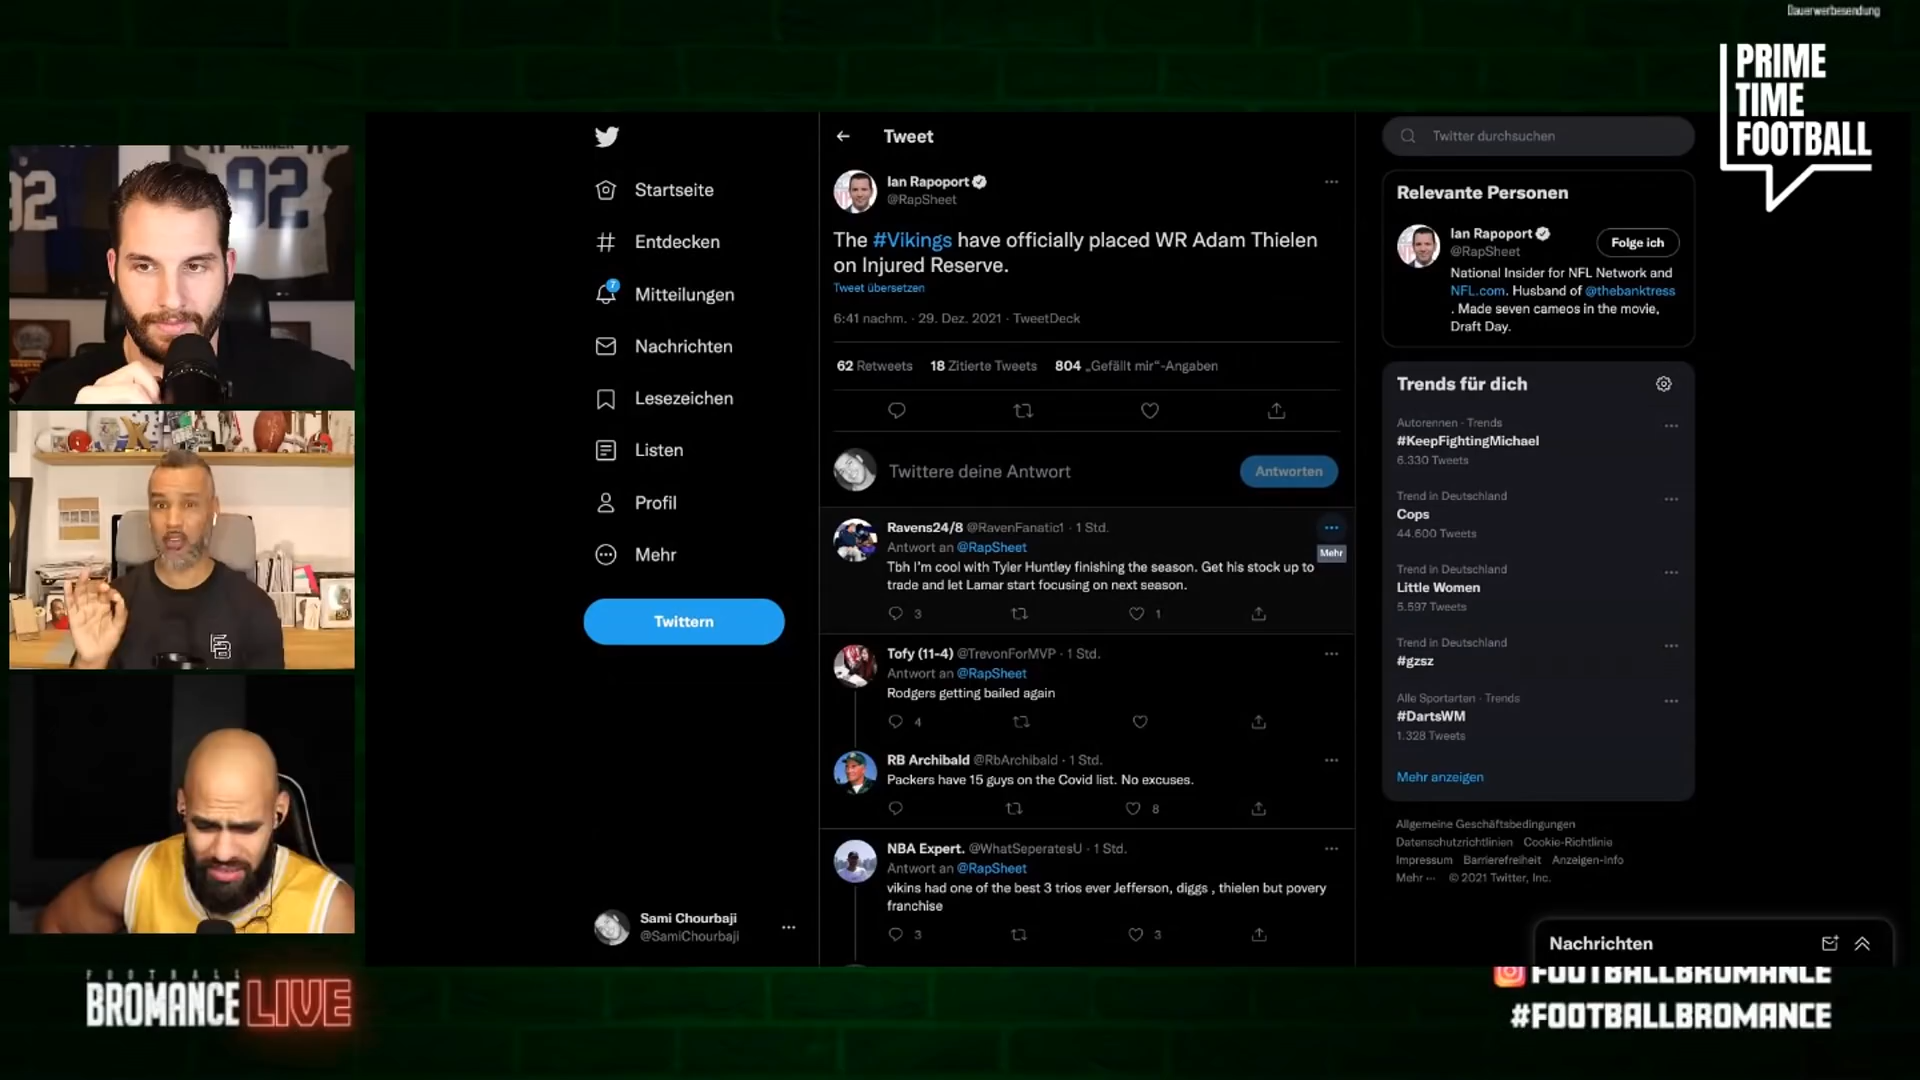 Dauerwerbesendung
PRIME
TIME
FOOTBALL
92
92
Startseite
Entdecken
7
Mitteilungen
Nachrichten
Lesezeichen
Listen
Profil
Mehr
Twittern
Sami Chourbaji
@SamiChourbaji
Tweet
Ian Rapoport
@RapSheet
The #Vikings have officially placed WR Adam Thielen
on Injured Reserve.
Tweet übersetzen
6:41 nachm. · 29. Dez. 2021 · TweetDeck
62 Retweets 18 Zitierte Tweets 804 „Gefällt mir“-Angaben
Twittere deine Antwort
Antworten
Ravens24/8 @RavenFanatic1 · 1 Std.
Antwort an @RapSheet
Mehr
Tbh I'm cool with Tyler Huntley finishing the season. Get his stock up to
trade and let Lamar start focusing on next season.
3 1
Tofy (11-4) @TrevonForMVP · 1 Std.
Antwort an @RapSheet
Rodgers getting bailed again
4
RB Archibald @RbArchibald · 1 Std.
Packers have 15 guys on the Covid list. No excuses.
8
NBA Expert. @WhatSeperatesU · 1 Std.
Antwort an @RapSheet
vikins had one of the best 3 trios ever Jefferson, diggs , thielen but povery
franchise
3 3
Twitter durchsuchen
Relevante Personen
Ian Rapoport
@RapSheet
Folge ich
National Insider for NFL Network and
NFL.com. Husband of @thebanktress
. Made seven cameos in the movie,
Draft Day.
Trends für dich
Autorennen · Trends
#KeepFightingMichael
6.330 Tweets
Trend in Deutschland
Cops
44.600 Tweets
Trend in Deutschland
Little Women
5.597 Tweets
Trend in Deutschland
#gzsz
Alle Sportarten · Trends
#DartsWM
1.328 Tweets
Mehr anzeigen
Allgemeine Geschäftsbedingungen
Datenschutzrichtlinien Cookie-Richtlinie
Impressum Barrierefreiheit Anzeigen-Info
Mehr ··· © 2021 Twitter, Inc.
Nachrichten
FOOTBALL
BROMANCE LIVE
FOOTBALLBROMANCE
#FOOTBALLBROMANCE